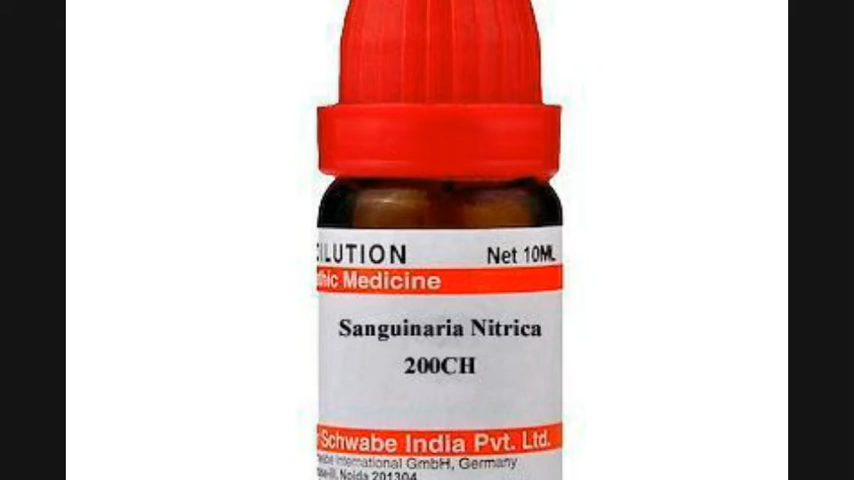 ILUTION Net 10ML
thic Medicine
Sanguinaria Nitrica
200CH
Schwabe India Pvt. Ltd.
International GmbH, Germany
Noida 201304